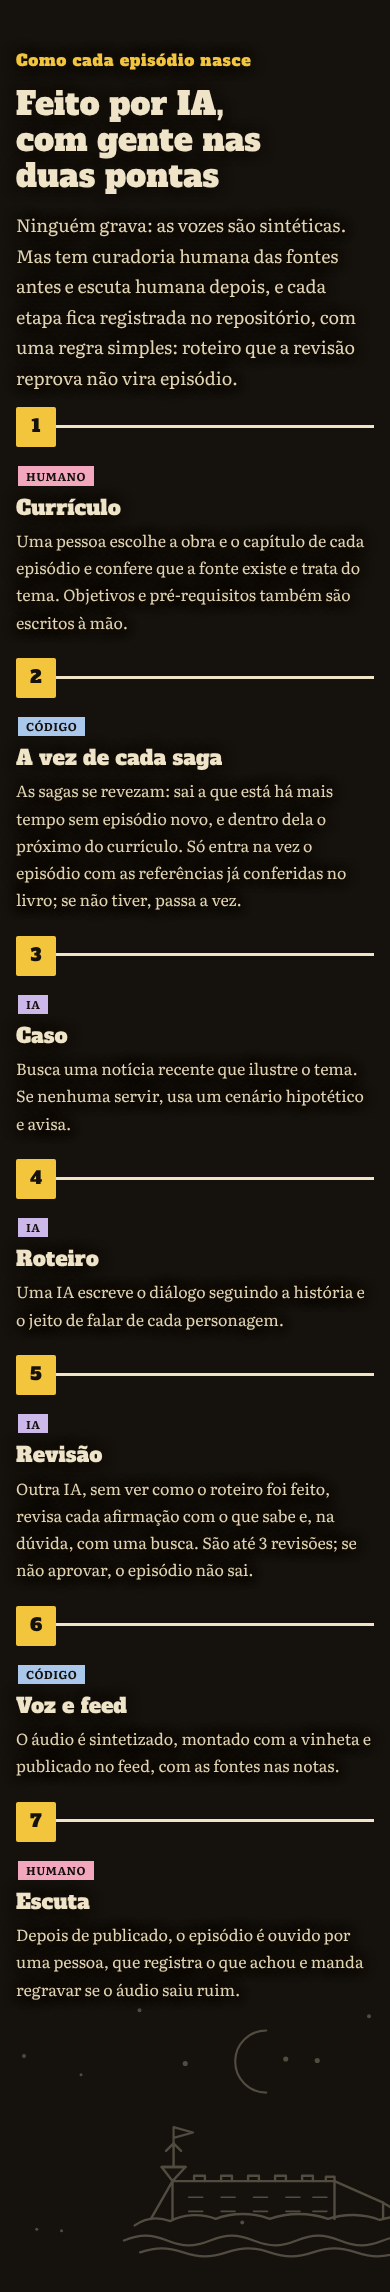 Como cada episódio nasce
Feito por IA,
com gente nas
duas pontas
Ninguém grava: as vozes são sintéticas.
Mas tem curadoria humana das fontes
antes e escuta humana depois, e cada
etapa fica registrada no repositório, com
uma regra simples: roteiro que a revisão
reprova não vira episódio.
1
HUMANO
Currículo
Uma pessoa escolhe a obra e o capítulo de cada
episódio e confere que a fonte existe e trata do
tema. Objetivos e pré-requisitos também são
escritos à mão.
2
CÓDIGO
A vez de cada saga
As sagas se revezam: sai a que está há mais
tempo sem episódio novo, e dentro dela o
próximo do currículo. Só entra na vez o
episódio com as referências já conferidas no
livro; se não tiver, passa a vez.
3
IA
Caso
Busca uma notícia recente que ilustre o tema.
Se nenhuma servir, usa um cenário hipotético
e avisa.
4
IA
Roteiro
Uma IA escreve o diálogo seguindo a história e
o jeito de falar de cada personagem.
5
IA
Revisão
Outra IA, sem ver como o roteiro foi feito,
revisa cada afirmação com o que sabe e, na
dúvida, com uma busca. São até 3 revisões; se
não aprovar, o episódio não sai.
6
CÓDIGO
Voz e feed
O áudio é sintetizado, montado com a vinheta e
publicado no feed, com as fontes nas notas.
7
HUMANO
Escuta
Depois de publicado, o episódio é ouvido por
uma pessoa, que registra o que achou e manda
regravar se o áudio saiu ruim.